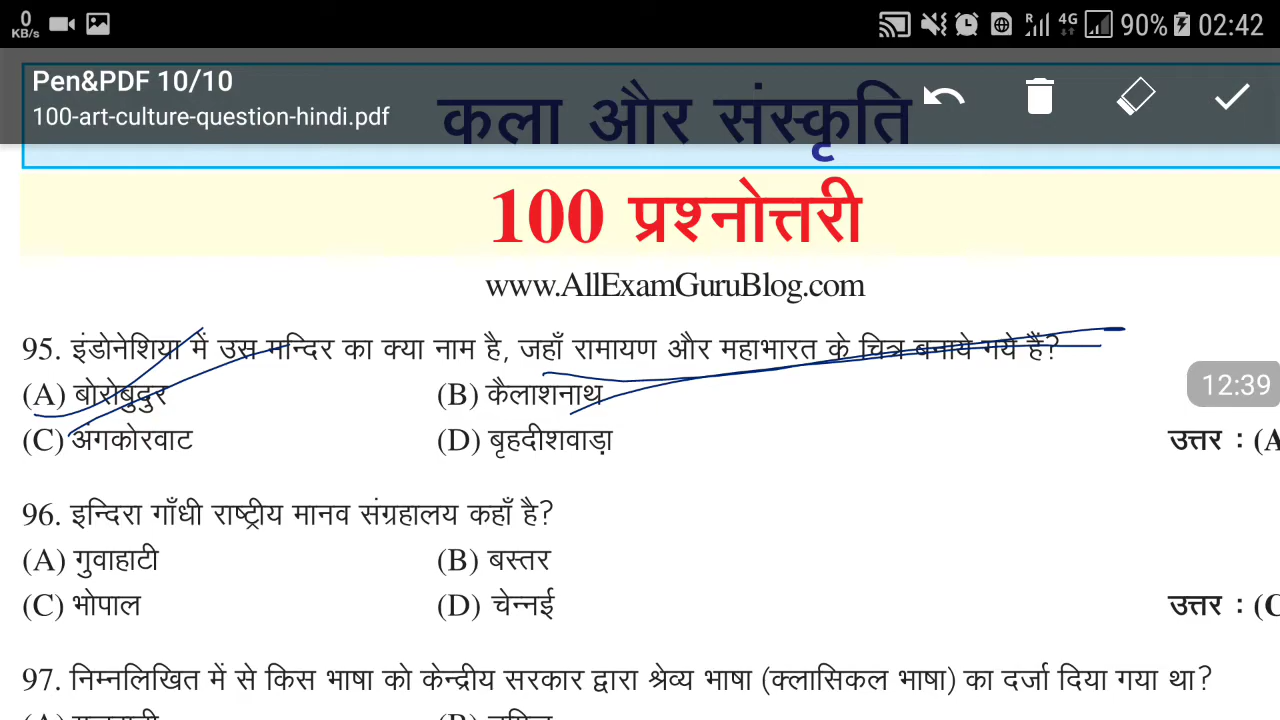 0
KB/s
R 4G 90% 02:42
Pen&PDF 10/10
100-art-culture-question-hindi.pdf
कला और संस्कृति
100 प्रश्नोत्तरी
www.AllExamGuruBlog.com
95. इंडोनेशिया में उस मन्दिर का क्या नाम है, जहाँ रामायण और महाभारत के चित्र बनाये गये हैं?
(A) बोरोबुदुर (B) कैलाशनाथ
12:39
(C) अंगकोरवाट (D) बृहदीशवाड़ा उत्तर : (A
96. इन्दिरा गाँधी राष्ट्रीय मानव संग्रहालय कहाँ है?
(A) गुवाहाटी (B) बस्तर
(C) भोपाल (D) चेन्नई उत्तर : (C
97. निम्नलिखित में से किस भाषा को केन्द्रीय सरकार द्वारा श्रेव्य भाषा (क्लासिकल भाषा) का दर्जा दिया गया था?